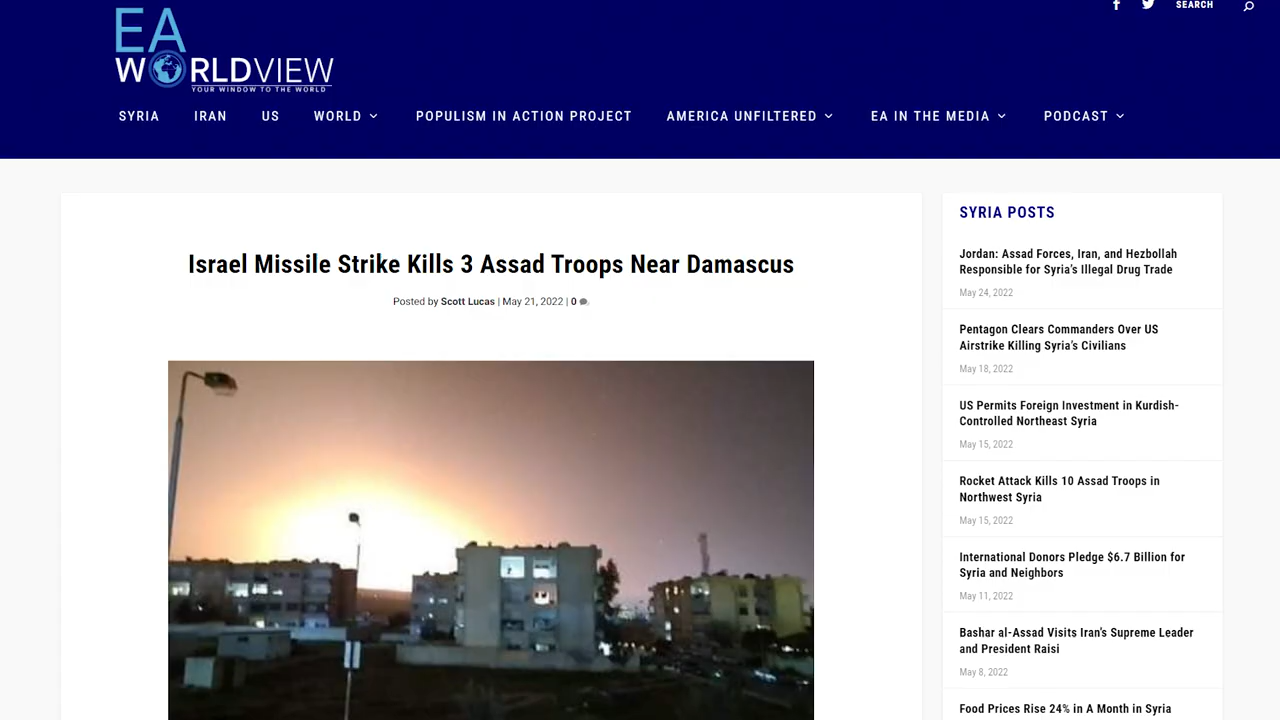 EA
WORLDVIEW
YOUR WINDOW TO THE WORLD
SEARCH
SYRIA IRAN US WORLD POPULISM IN ACTION PROJECT AMERICA UNFILTERED EA IN THE MEDIA PODCAST
Israel Missile Strike Kills 3 Assad Troops Near Damascus
Posted by Scott Lucas | May 21, 2022 | 0
SYRIA POSTS
Jordan: Assad Forces, Iran, and Hezbollah
Responsible for Syria's Illegal Drug Trade
May 24, 2022
Pentagon Clears Commanders Over US
Airstrike Killing Syria's Civilians
May 18, 2022
US Permits Foreign Investment in Kurdish-
Controlled Northeast Syria
May 15, 2022
Rocket Attack Kills 10 Assad Troops in
Northwest Syria
May 15, 2022
International Donors Pledge $6.7 Billion for
Syria and Neighbors
May 11, 2022
Bashar al-Assad Visits Iran's Supreme Leader
and President Raisi
May 8, 2022
Food Prices Rise 24% in A Month in Syria